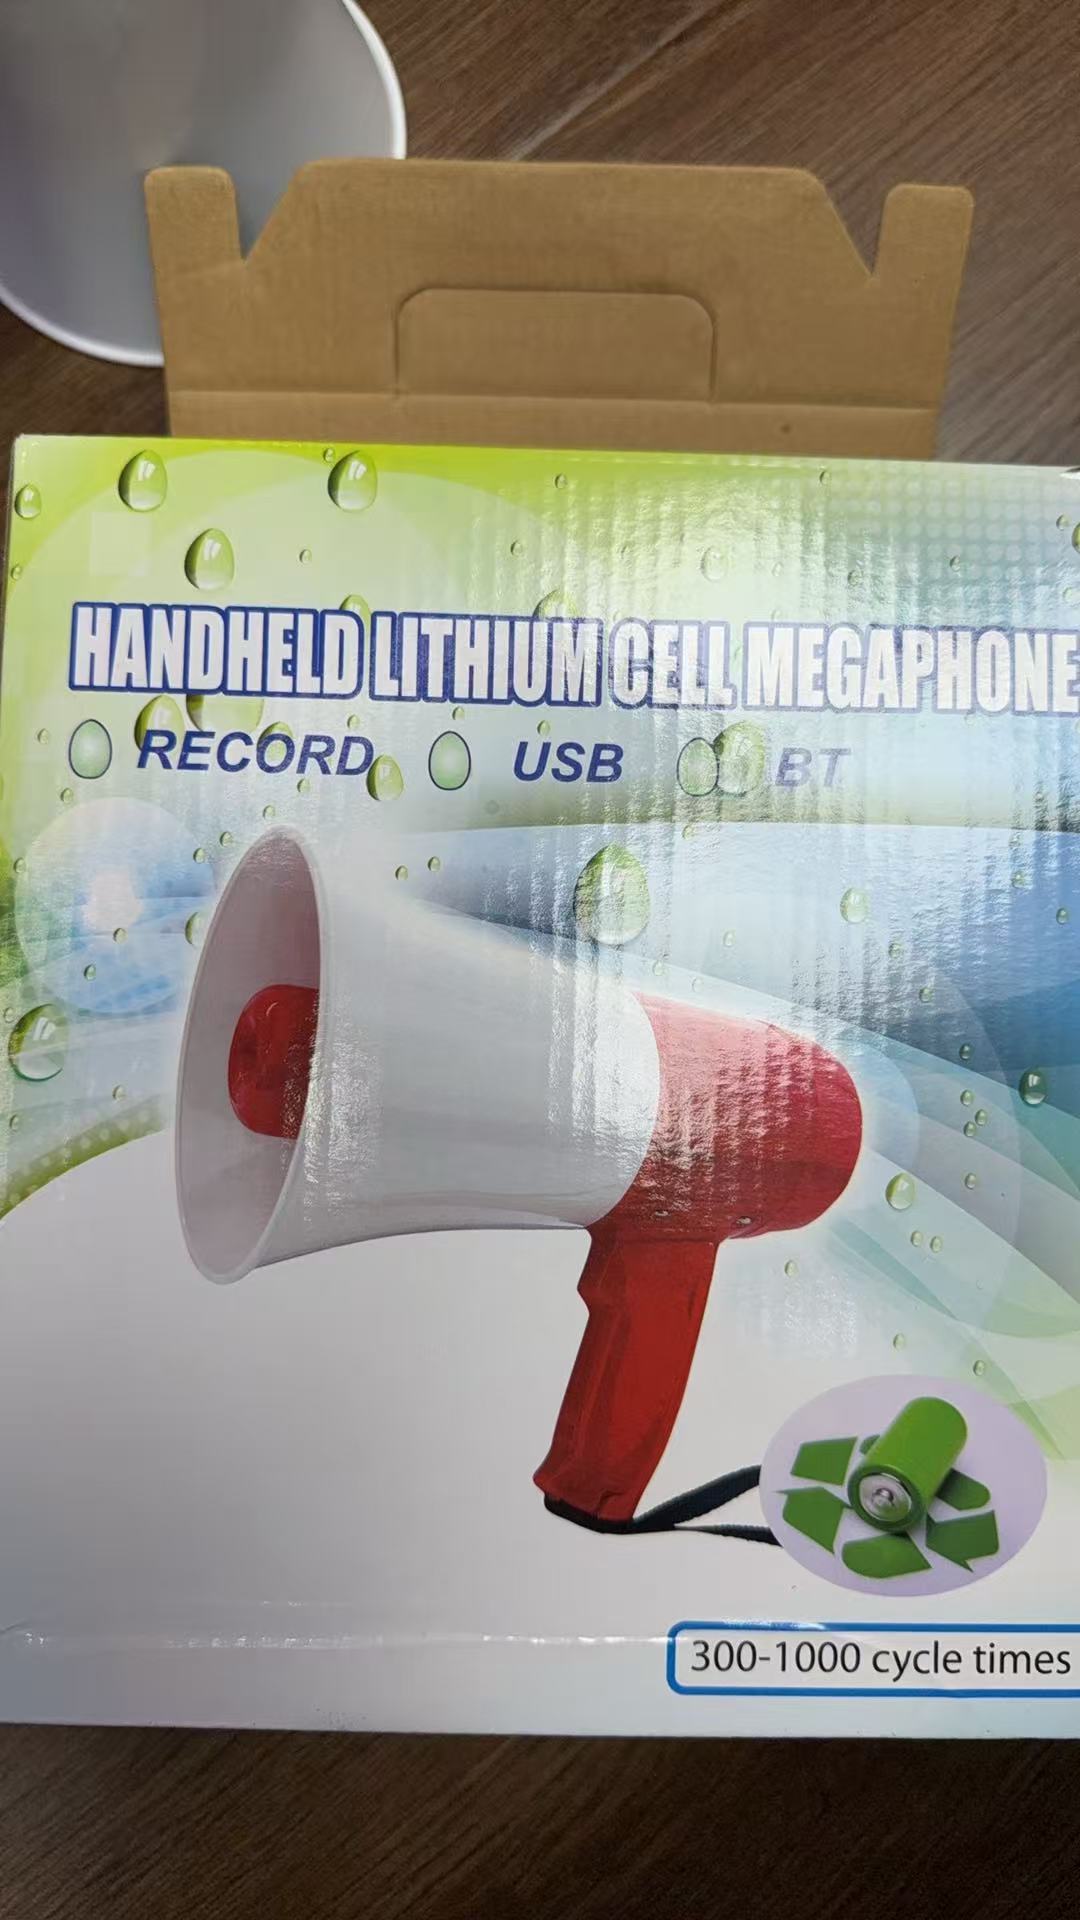 HANDHELD LITHIUM CELL MEGAPHONE
RECORD USB BT
300-1000 cycle times